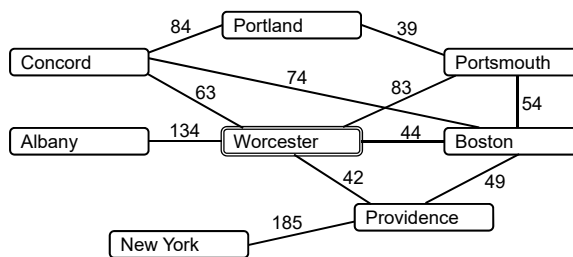 84
Portland
39
Concord
74
83
Portsmouth
63
54
Albany
134
Worcester
44
Boston
42
49
Providence
185
New York